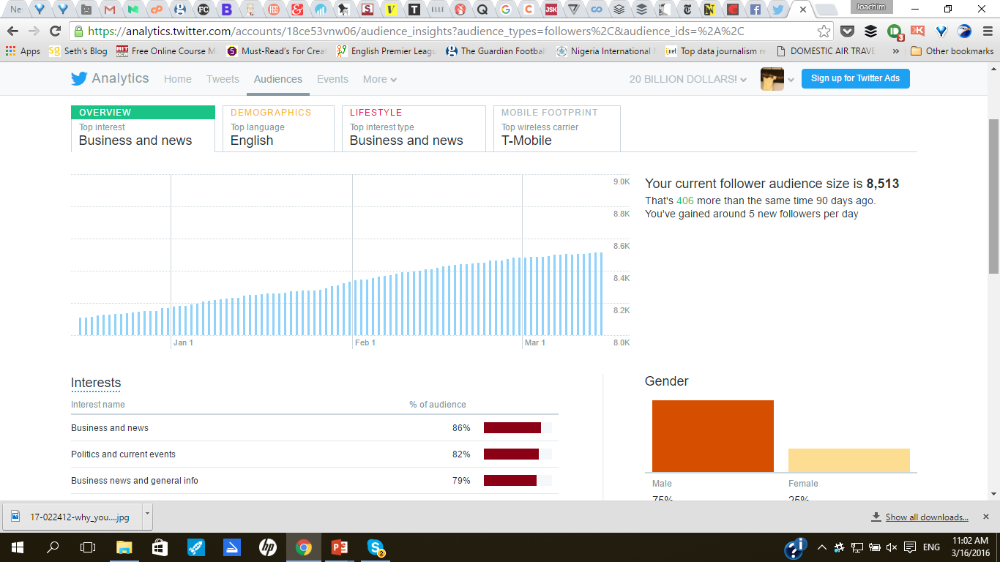 Ne
Joachim
https://analytics.twitter.com/accounts/18ce53vnw06/audience_insights?audience_types=followers%2C&audience_ids=%2A%2C
3
Apps Seth's Blog Free Online Course M Must-Read's For Crea English Premier Leagu The Guardian Football Nigeria International Top data journalism re DOMESTIC AIR TRAVE » Other bookmarks
Analytics Home Tweets Audiences Events More 20 BILLION DOLLARS! Sign up for Twitter Ads
OVERVIEW
Top interest
Business and news
DEMOGRAPHICS
Top language
English
LIFESTYLE
Top interest type
Business and news
MOBILE FOOTPRINT
Top wireless carrier
T-Mobile
9.0K
8.8K
8.6K
8.4K
8.2K
8.0K
Jan 1 Feb 1 Mar 1
Your current follower audience size is 8,513
That's 406 more than the same time 90 days ago.
You've gained around 5 new followers per day
Interests
Interest name % of audience
Business and news 86%
Politics and current events 82%
Business news and general info 79%
Gender
Male Female
75% 25%
17-022412-why_you....jpg
Show all downloads...
2
ENG
11:02 AM
3/16/2016